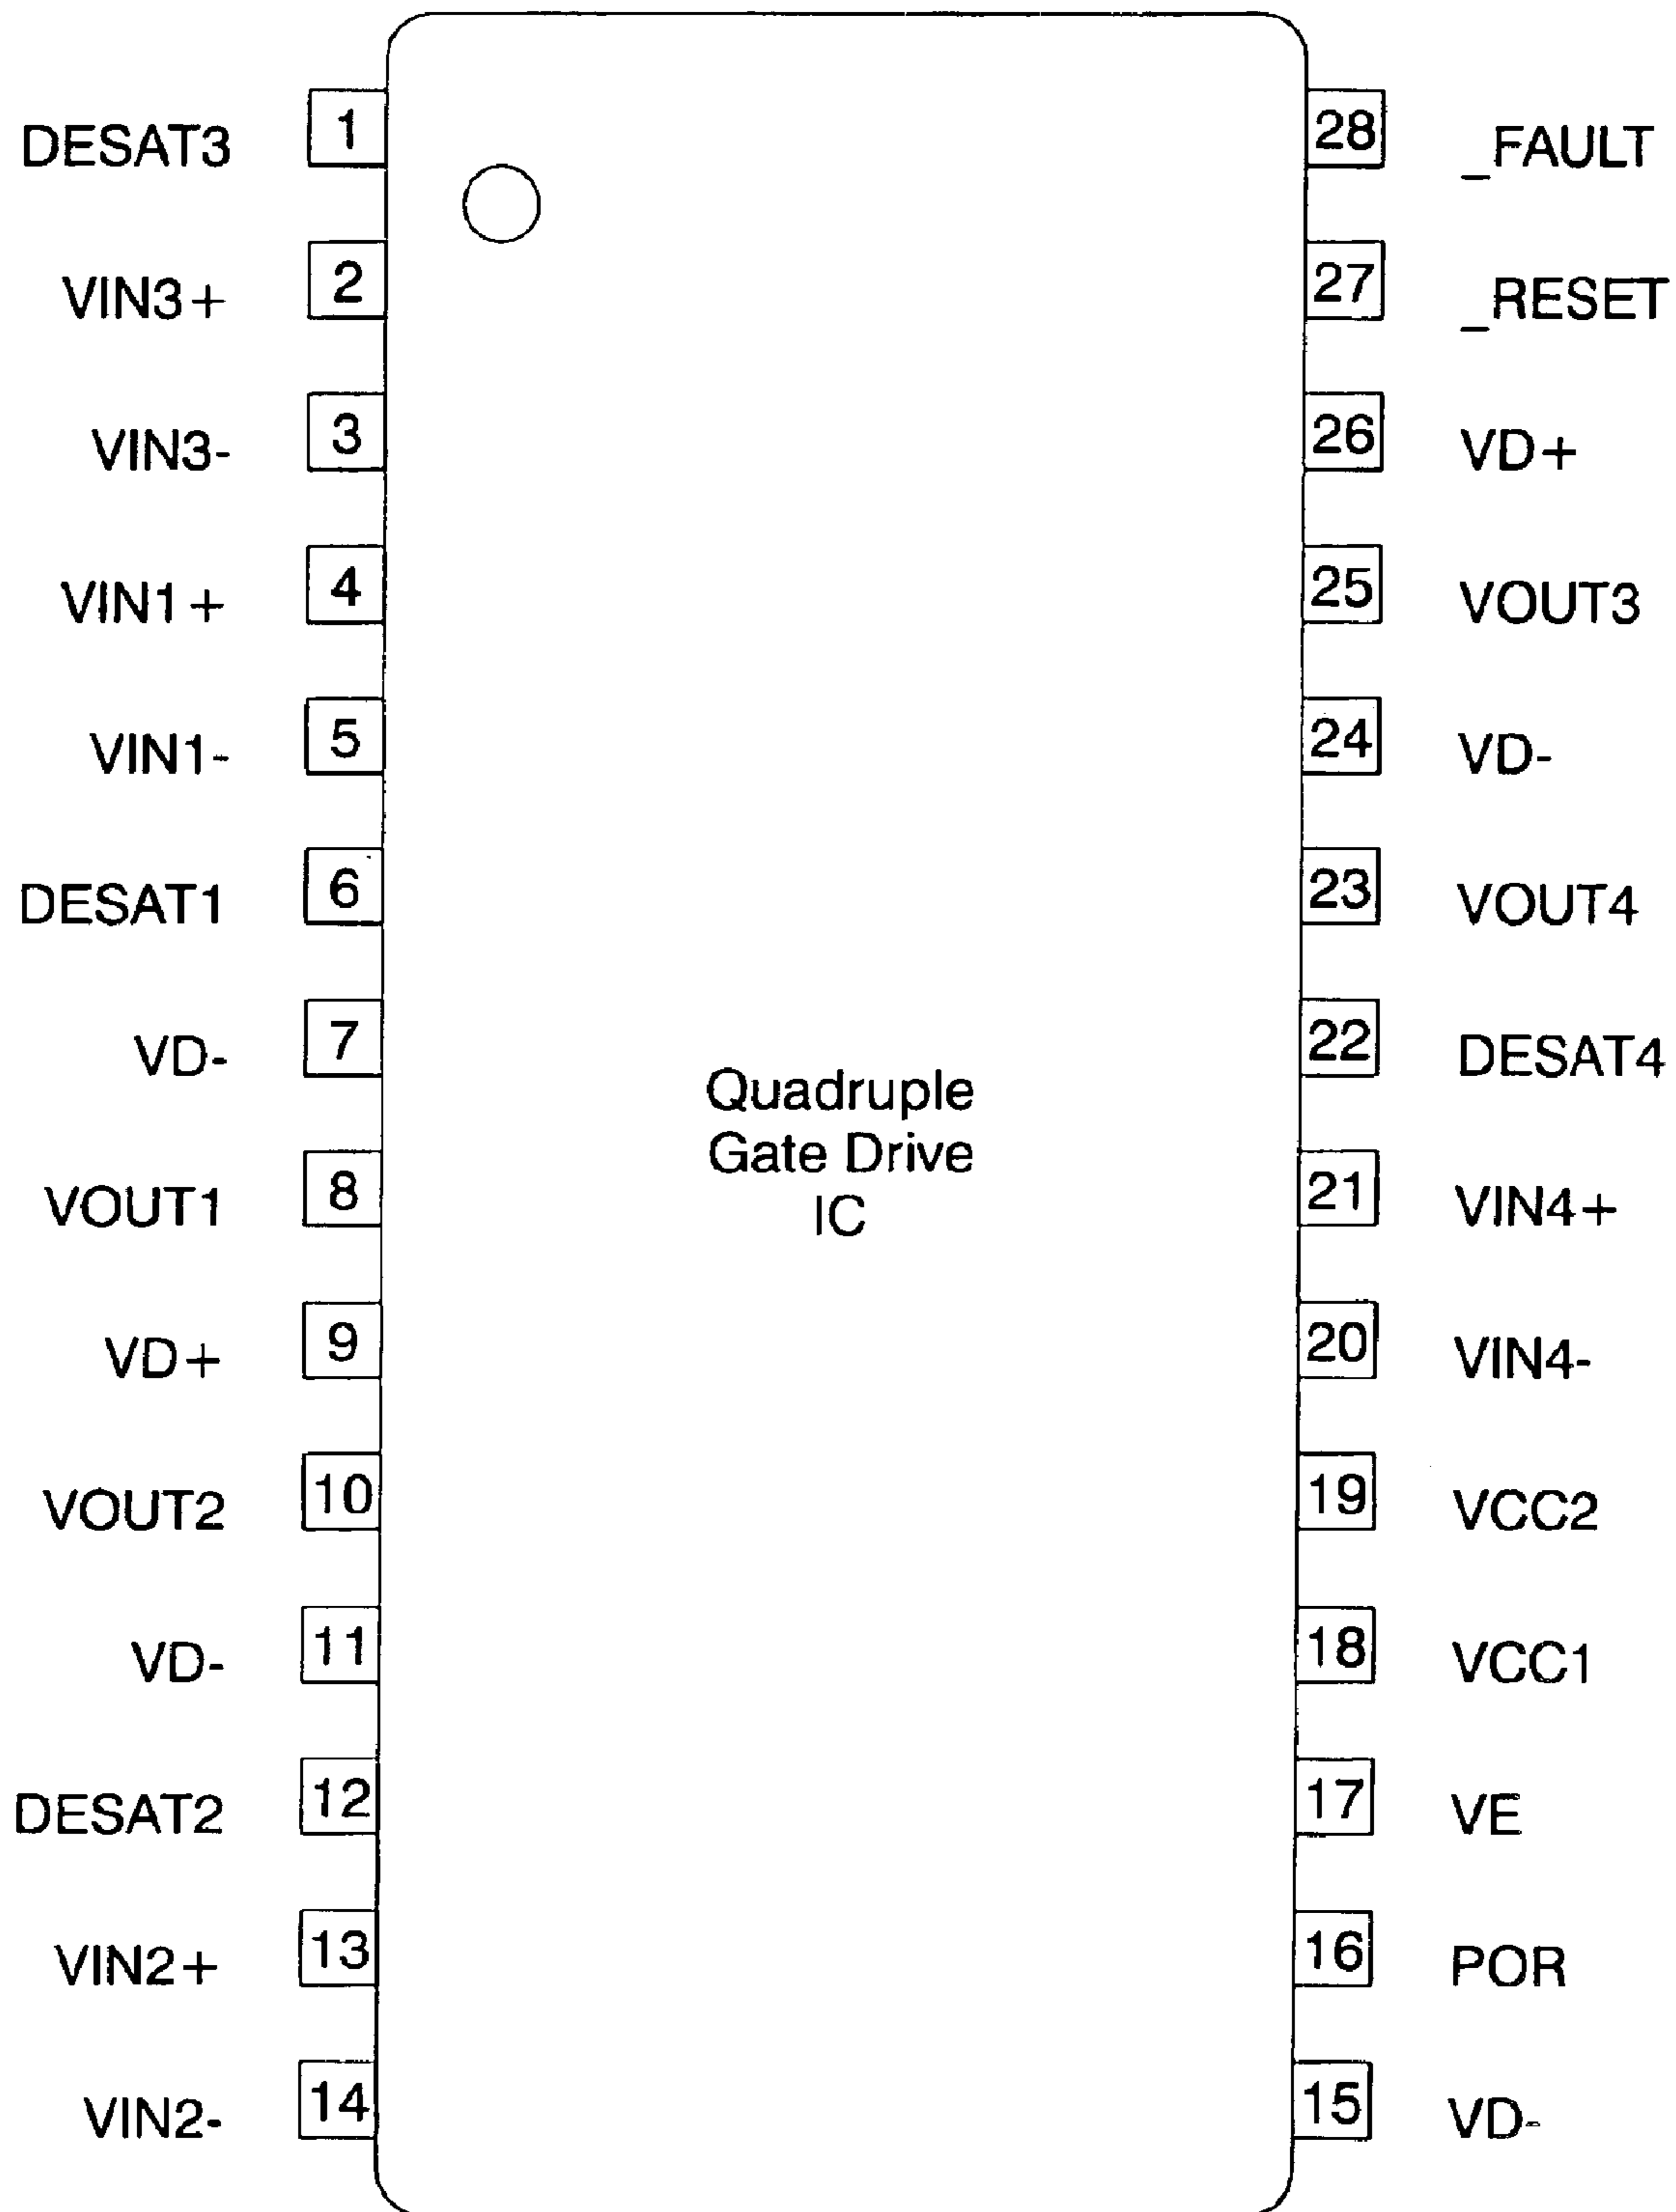 DESAT3 1 28 _FAULT
VIN3+ 2 27 _RESET
VIN3- 3 26 VD+
VIN1+ 4 25 VOUT3
VIN1- 5 24 VD-
DESAT1 6 23 VOUT4
VD- 7 22 DESAT4
Quadruple
Gate Drive
IC
VOUT1 8 21 VIN4+
VD+ 9 20 VIN4-
VOUT2 10 19 VCC2
VD- 11 18 VCC1
DESAT2 12 17 VE
VIN2+ 13 16 POR
VIN2- 14 15 VD-